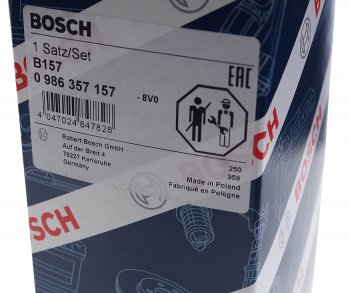 BOSCH
1 Satz/Set
B157
0 986 357 157
- 8V0
EAC
4 047024 847828
Robert Bosch GmbH
Auf der Breit 4
76227 Karlsruhe
Germany
250
959
Made in Poland
Fabriqué en Pologne
BOSCH